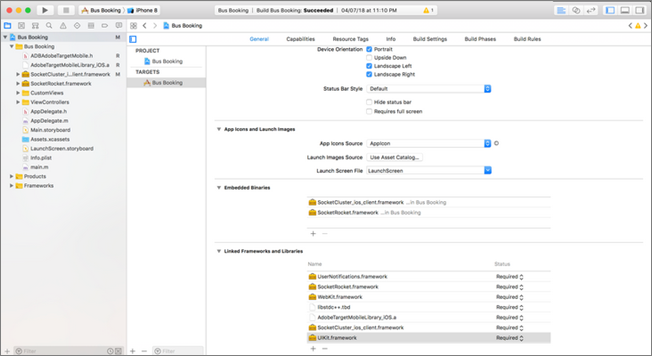 Bus Booking iPhone 8
Bus Booking Build Bus Booking: Succeeded 04/07/18 at 11:10 PM 1
Bus Booking
General Capabilities Resource Tags Info Build Settings Build Phases Build Rules
Bus Booking M
Bus Booking
ADBAdobeTargetMobile.h R
AdobeTargetMobileLibrary_iOS.a R
SocketCluster_i...client.framework M
SocketRocket.framework
CustomViews
ViewControllers
AppDelegate.h
AppDelegate.m
Main.storyboard
Assets.xcassets
LaunchScreen.storyboard
Info.plist
main.m
Products
Frameworks
Filter
PROJECT
Bus Booking
TARGETS
Bus Booking
Filter
Device Orientation Portrait
Upside Down
Landscape Left
Landscape Right
Status Bar Style Default
Hide status bar
Requires full screen
App Icons and Launch Images
App Icons Source AppIcon
Launch Images Source Use Asset Catalog...
Launch Screen File LaunchScreen
Embedded Binaries
SocketCluster_ios_client.framework ...in Bus Booking
SocketRocket.framework ...in Bus Booking
+ −
Linked Frameworks and Libraries
Name Status
UserNotifications.framework Required
SocketRocket.framework Required
WebKit.framework Required
libstdc++.tbd Required
AdobeTargetMobileLibrary_iOS.a Required
SocketCluster_ios_client.framework Required
UIKit.framework Required
+ −